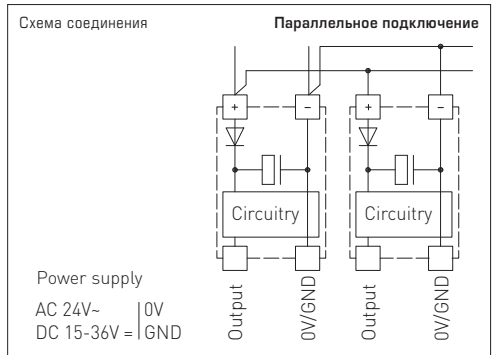 Схема соединения
Параллельное подключение
+ − + −
Circuitry Circuitry
Power supply
AC 24V~ 0V
DC 15-36V = GND
Output 0V/GND Output 0V/GND